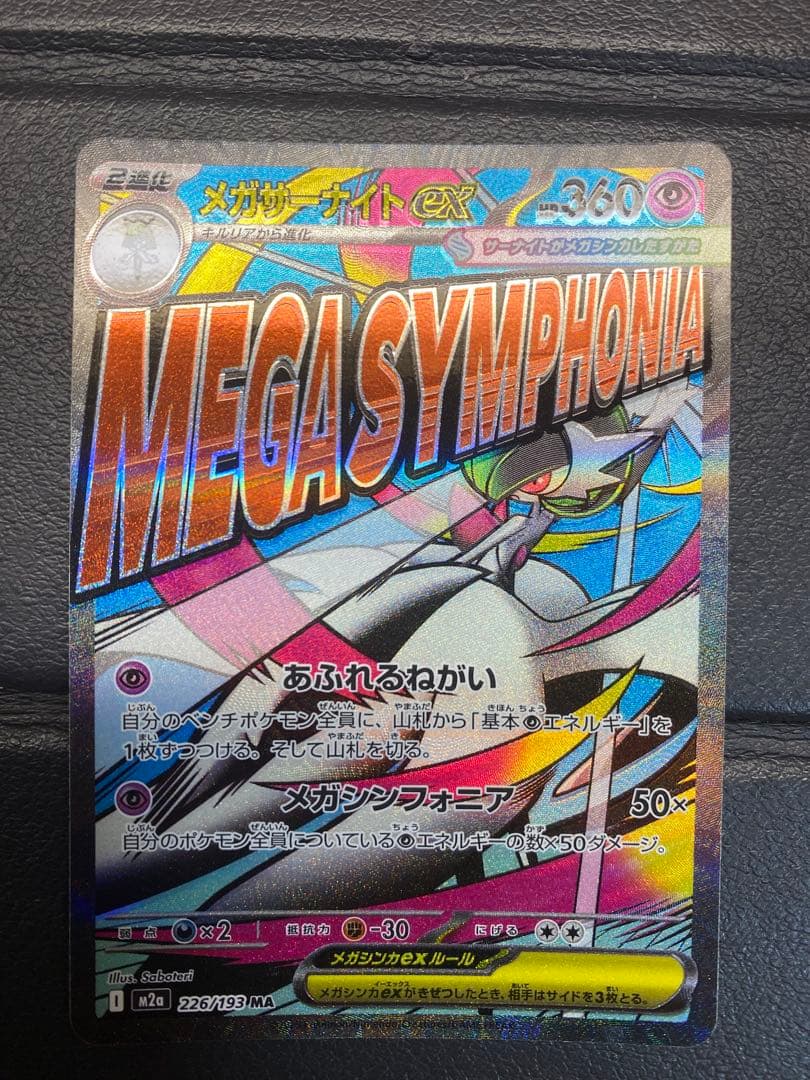 2進化 メガサーナイトex HP360
キルリアから進化
サーナイトがメガシンカしたすがた
MEGA SYMPHONIA
あふれるねがい
自分のベンチポケモン全員に、山札から「基本エネルギー」を
1枚ずつつける。そして山札を切る。
メガシンフォニア 50×
自分のポケモン全員についているエネルギーの数×50ダメージ。
弱点 ×2 抵抗力 -30 にげる
メガシンカexルール
メガシンカexがきぜつしたとき、相手はサイドを3枚とる。
Illus. Saboteri
I M2a 226/193 MA